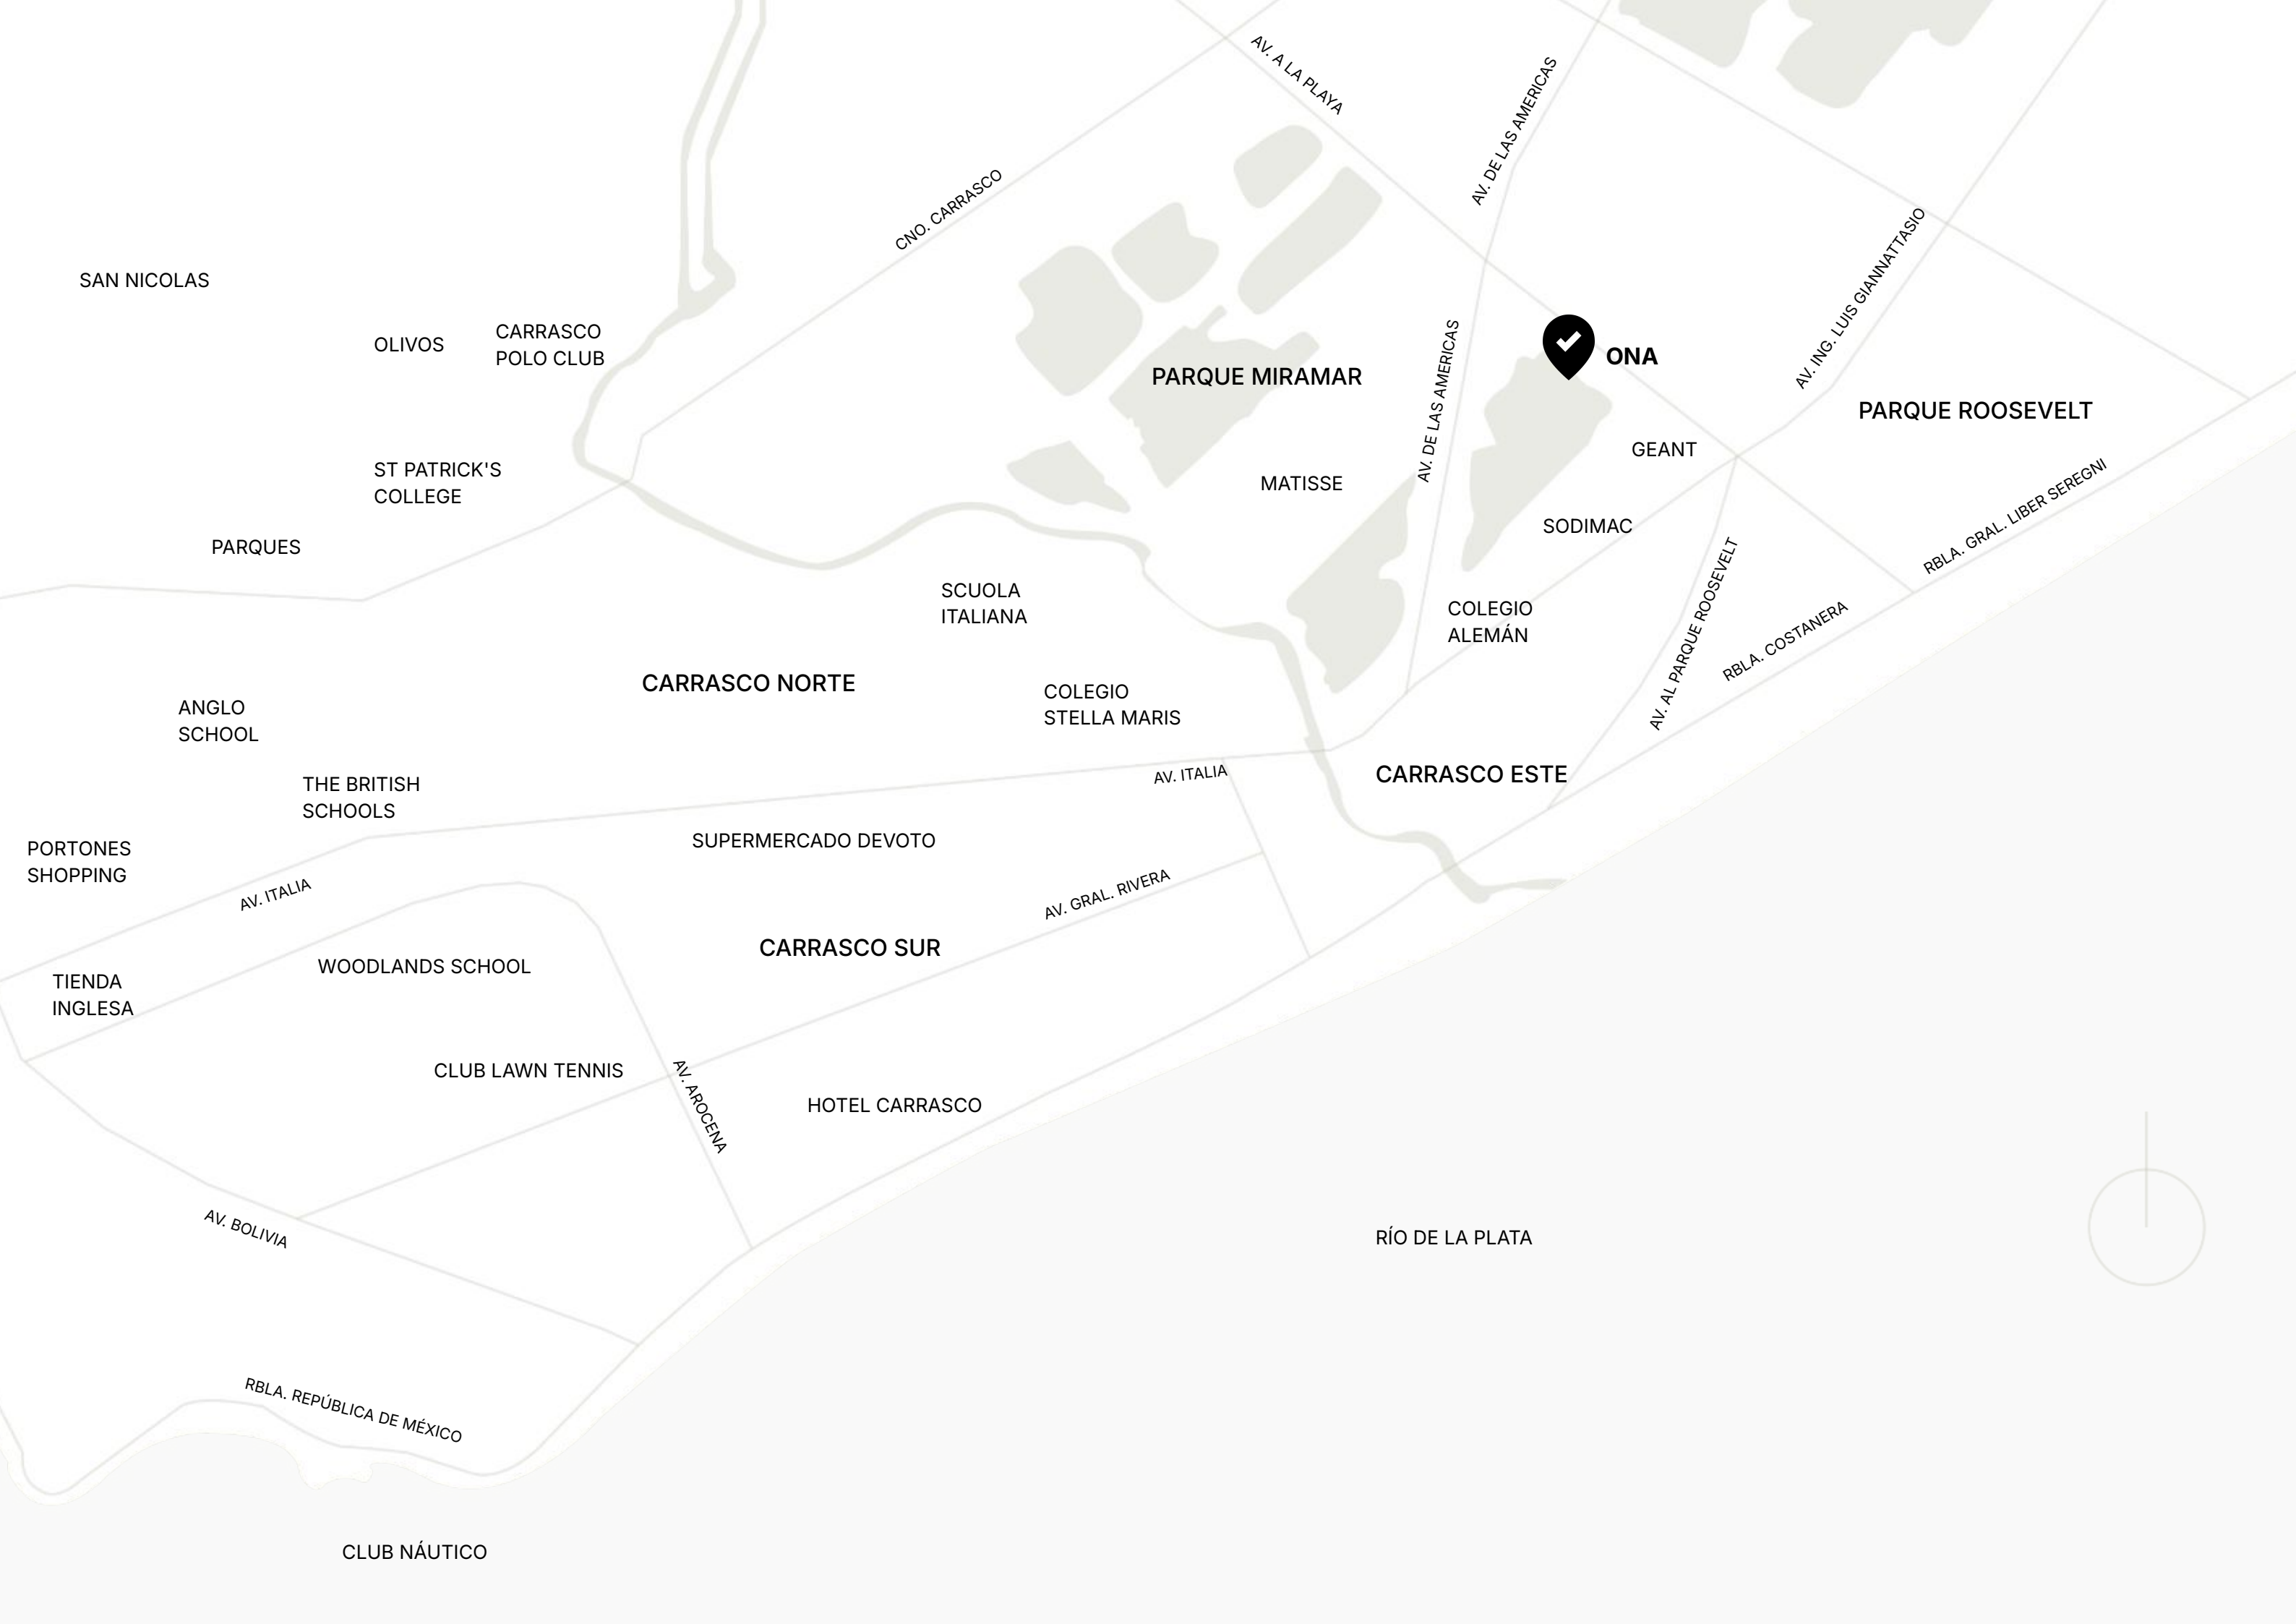 AV. A LA PLAYA
AV. DE LAS AMERICAS
CNO. CARRASCO
AV. ING. LUIS GIANNATTASIO
SAN NICOLAS
OLIVOS
CARRASCO
POLO CLUB
AV. DE LAS AMERICAS
ONA
PARQUE MIRAMAR
PARQUE ROOSEVELT
GEANT
ST PATRICK'S
COLLEGE
MATISSE
RBLA. GRAL. LIBER SEREGNI
SODIMAC
PARQUES
AV. AL PARQUE ROOSEVELT
SCUOLA
ITALIANA
COLEGIO
ALEMÁN
RBLA. COSTANERA
CARRASCO NORTE
COLEGIO
STELLA MARIS
ANGLO
SCHOOL
AV. ITALIA
CARRASCO ESTE
THE BRITISH
SCHOOLS
SUPERMERCADO DEVOTO
PORTONES
SHOPPING
AV. ITALIA
AV. GRAL. RIVERA
CARRASCO SUR
WOODLANDS SCHOOL
TIENDA
INGLESA
CLUB LAWN TENNIS
AV. AROCENA
HOTEL CARRASCO
AV. BOLIVIA
RÍO DE LA PLATA
RBLA. REPÚBLICA DE MÉXICO
CLUB NÁUTICO